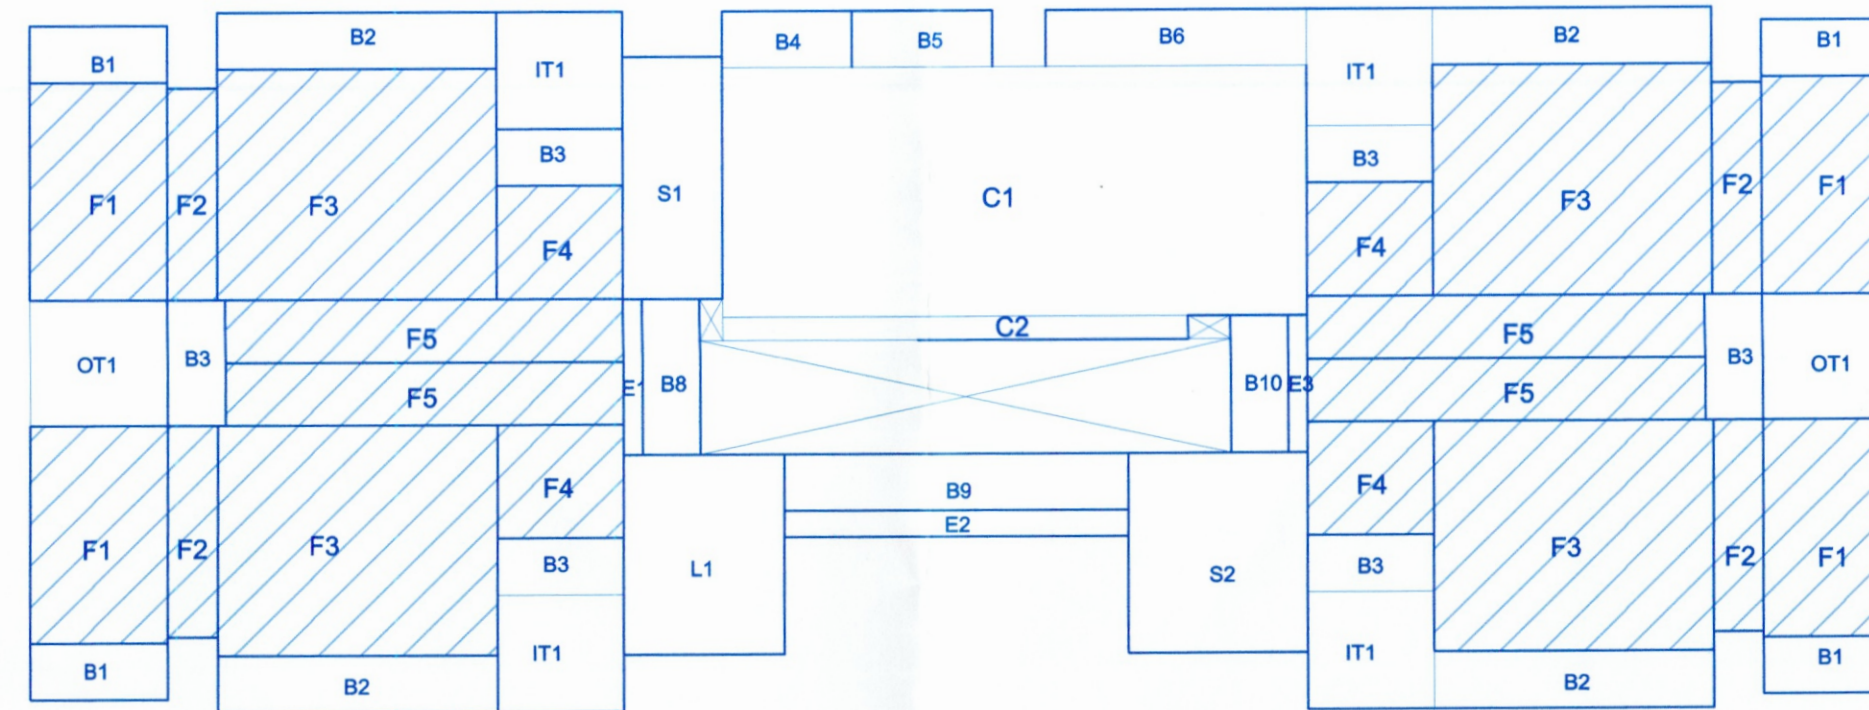 B2 B4 B5 B6 B2 B1
B1 IT1 IT1
B3 B3
F1 F2 F3 S1 C1 F3 F2 F1
F4 F4
F5 C2 F5
OT1 B3 E1 B8 B10 E3 B3 OT1
F5 F5
F4 B9 F4
E2
F1 F2 F3 F3 F2 F1
B3 L1 S2 B3
IT1 IT1 B1
B1 B2 B2